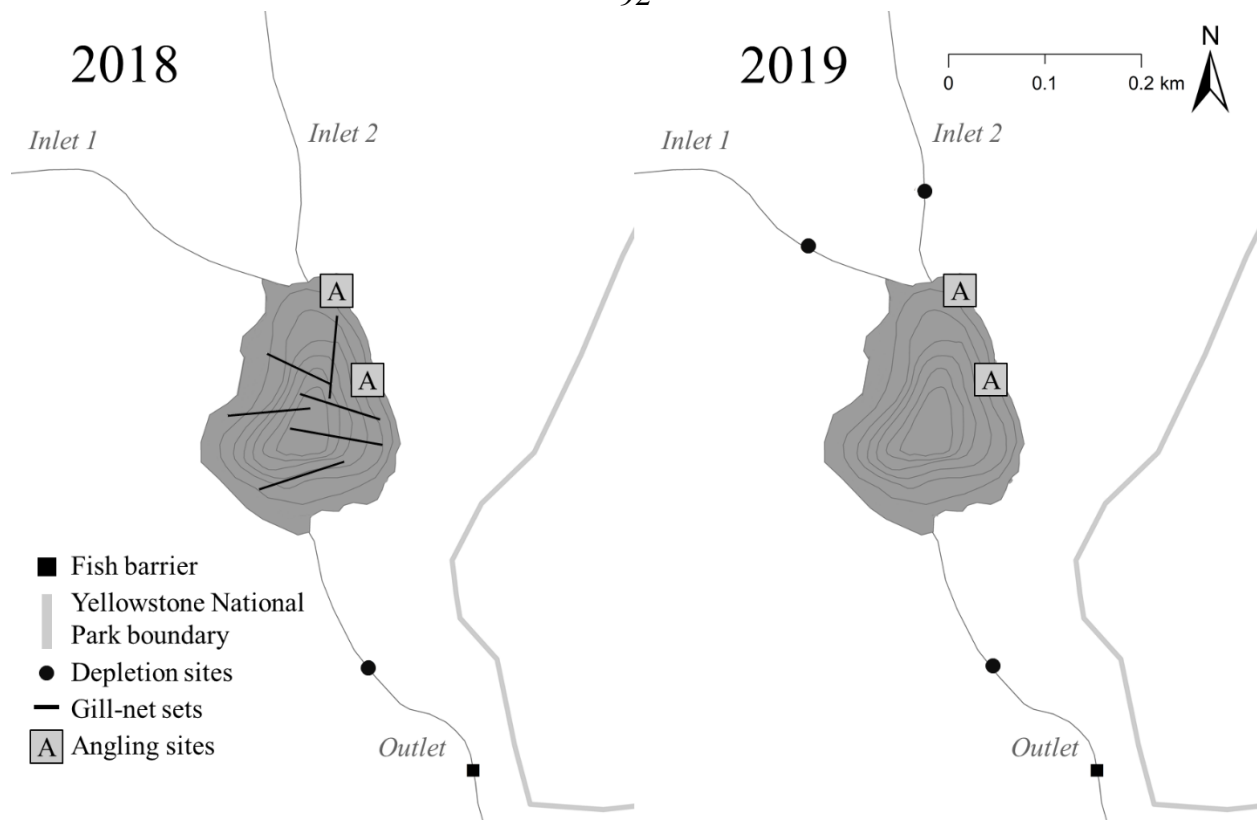 92
2018
2019
0 0.1 0.2 km
N
Inlet 1
Inlet 2
Inlet 1
Inlet 2
A
A
A
A
Fish barrier
Yellowstone National
Park boundary
Depletion sites
Gill-net sets
A Angling sites
Outlet
Outlet